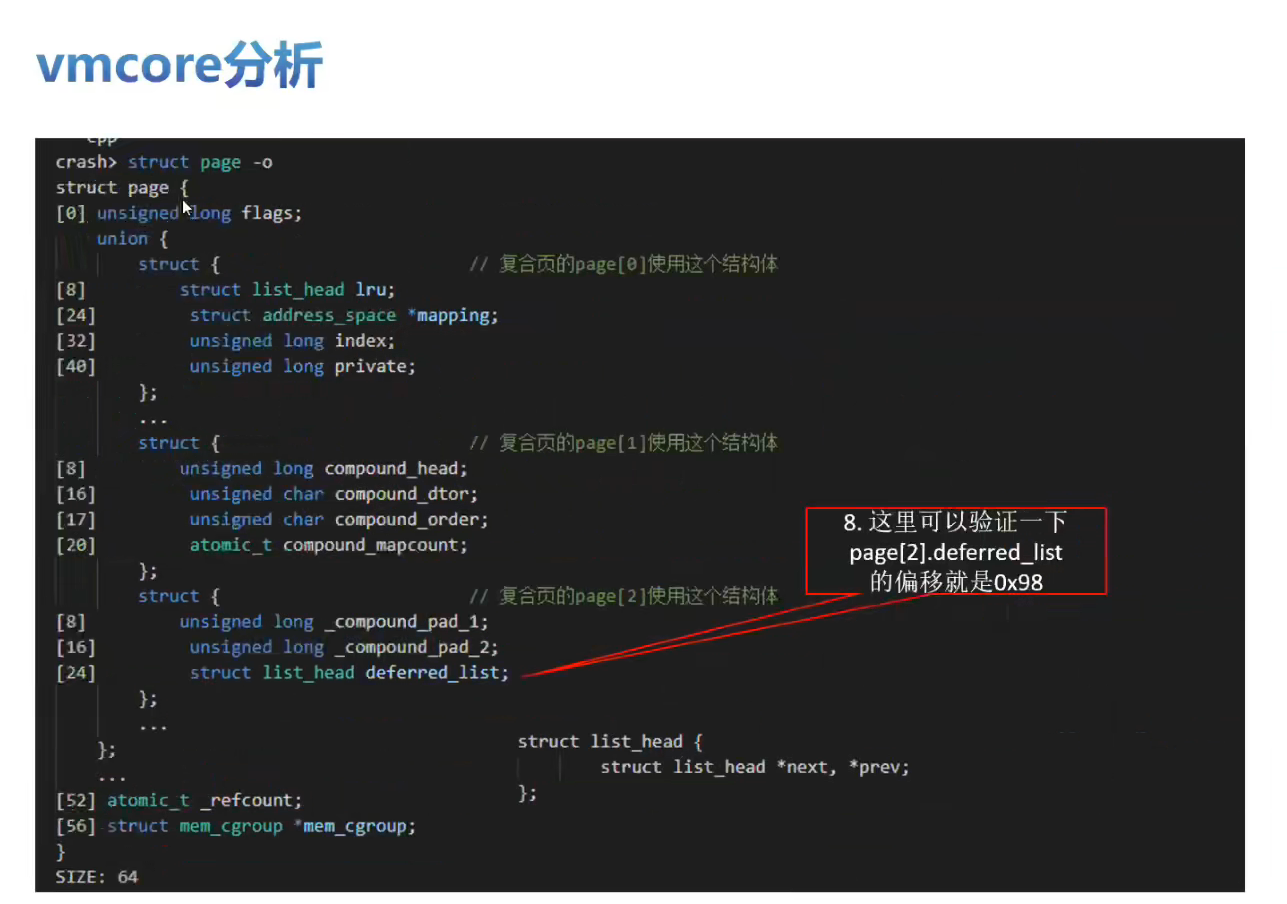 vmcore分析
cpp
crash> struct page -o
struct page {
[0] unsigned long flags;
union {
struct { // 复合页的page[0]使用这个结构体
[8] struct list_head lru;
[24] struct address_space *mapping;
[32] unsigned long index;
[40] unsigned long private;
};
...
struct { // 复合页的page[1]使用这个结构体
[8] unsigned long compound_head;
[16] unsigned char compound_dtor;
[17] unsigned char compound_order;
[20] atomic_t compound_mapcount;
};
struct { // 复合页的page[2]使用这个结构体
[8] unsigned long _compound_pad_1;
[16] unsigned long _compound_pad_2;
[24] struct list_head deferred_list;
};
...
};
...
[52] atomic_t _refcount;
[56] struct mem_cgroup *mem_cgroup;
}
SIZE: 64
8. 这里可以验证一下
page[2].deferred_list
的偏移就是0x98
struct list_head {
struct list_head *next, *prev;
};